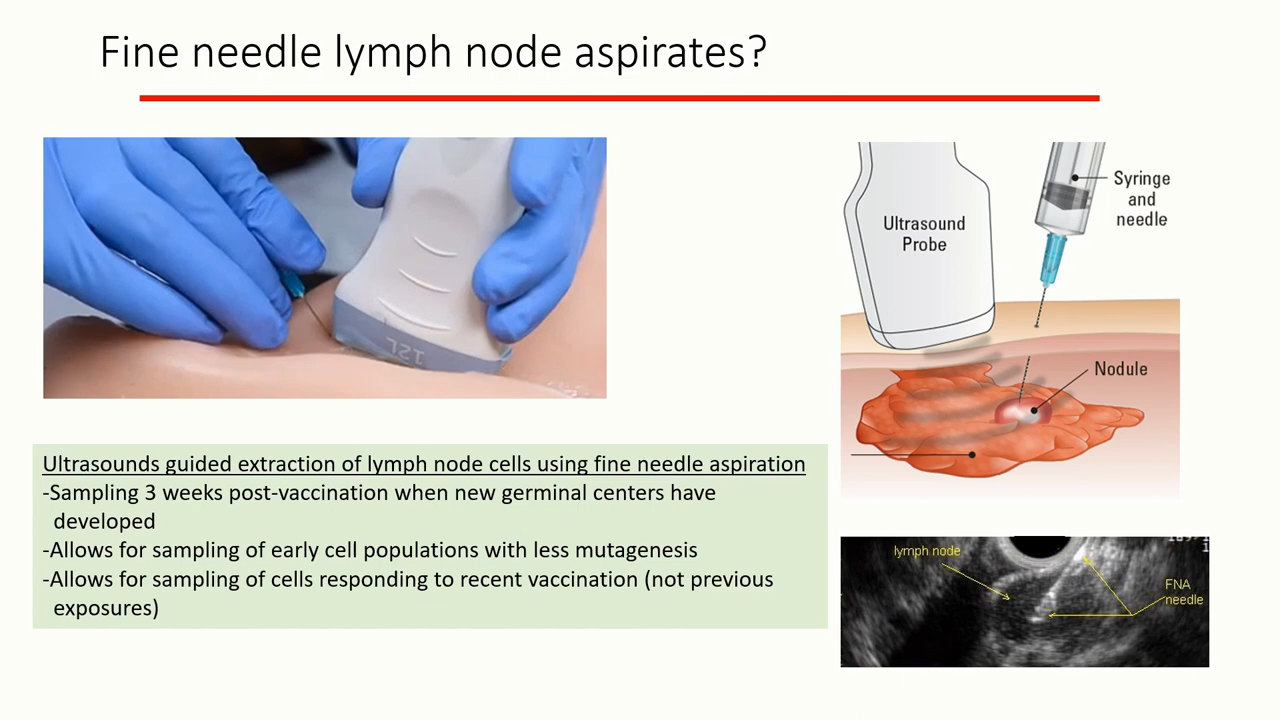 Fine needle lymph node aspirates?
12L
Ultrasound
Probe
Syringe
and
needle
Nodule
Ultrasounds guided extraction of lymph node cells using fine needle aspiration
-Sampling 3 weeks post-vaccination when new germinal centers have
developed
-Allows for sampling of early cell populations with less mutagenesis
-Allows for sampling of cells responding to recent vaccination (not previous
exposures)
lymph node
FNA
needle